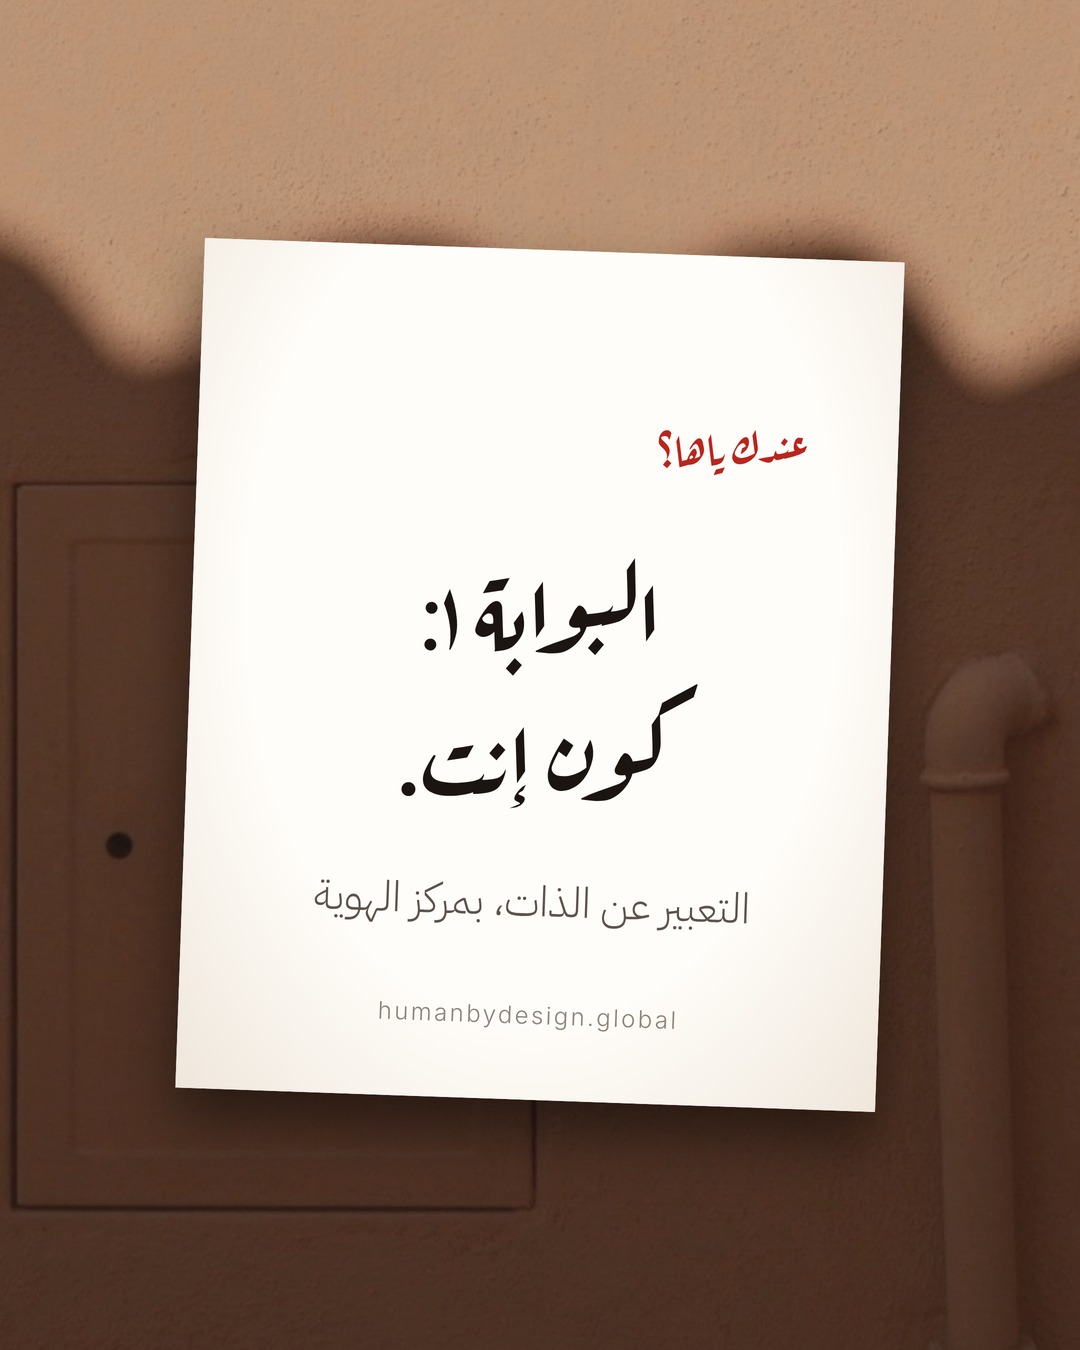 عندك ياها؟
البوابة ١:
كون إنت.
التعبير عن الذات، بمركز الهوية
humanbydesign.global